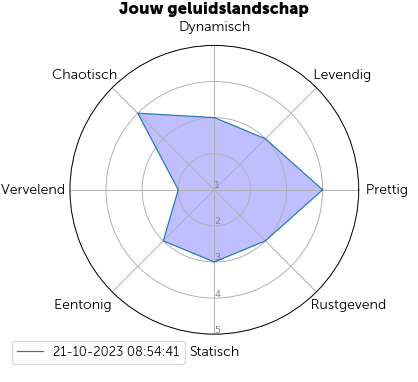 Jouw geluidslandschap
Dynamisch
Chaotisch
Levendig
Vervelend
1
Prettig
2
3
4
Eentonig
Rustgevend
5
21-10-2023 08:54:41
Statisch